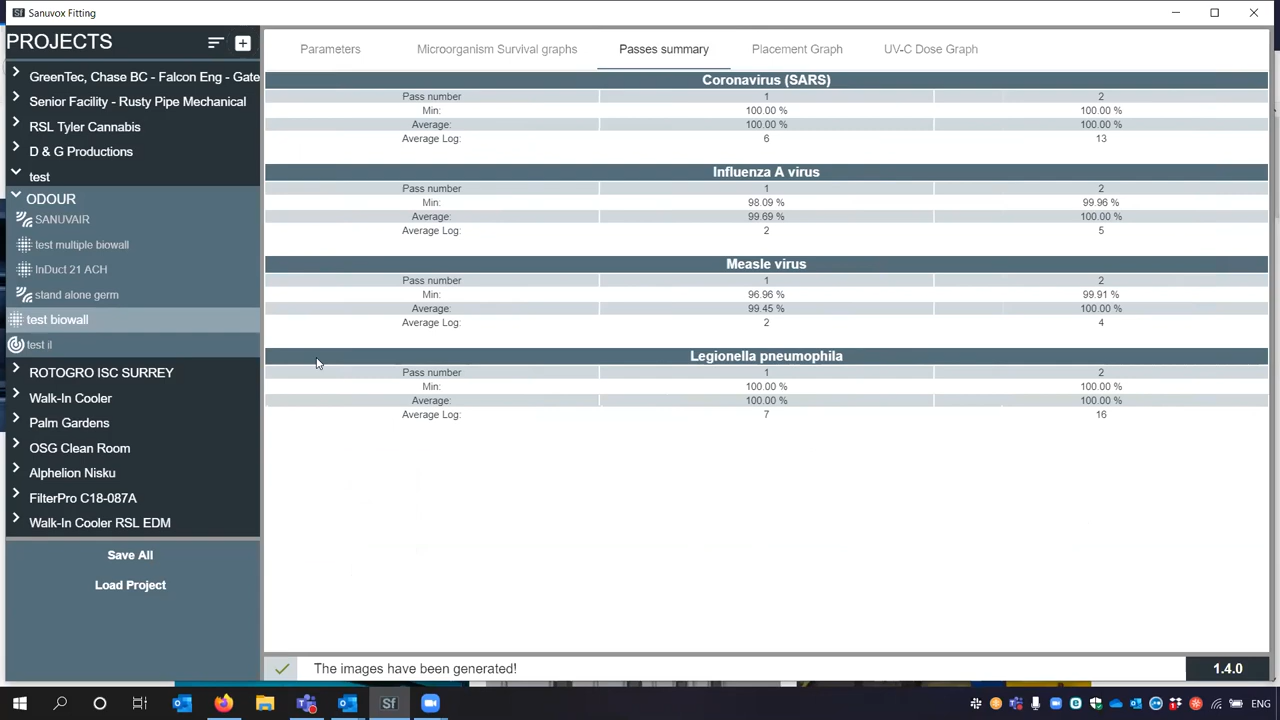 Sf Sanuvox Fitting
PROJECTS
GreenTec, Chase BC - Falcon Eng - Gate
Senior Facility - Rusty Pipe Mechanical
RSL Tyler Cannabis
D & G Productions
test
ODOUR
SANUVAIR
test multiple biowall
InDuct 21 ACH
stand alone germ
test biowall
test il
ROTOGRO ISC SURREY
Walk-In Cooler
Palm Gardens
OSG Clean Room
Alphelion Nisku
FilterPro C18-087A
Walk-In Cooler RSL EDM
Save All
Load Project
Parameters Microorganism Survival graphs Passes summary Placement Graph UV-C Dose Graph
Coronavirus (SARS)
Pass number 1 2
Min: 100.00 % 100.00 %
Average: 100.00 % 100.00 %
Average Log: 6 13
Influenza A virus
Pass number 1 2
Min: 98.09 % 99.96 %
Average: 99.69 % 100.00 %
Average Log: 2 5
Measle virus
Pass number 1 2
Min: 96.96 % 99.91 %
Average: 99.45 % 100.00 %
Average Log: 2 4
Legionella pneumophila
Pass number 1 2
Min: 100.00 % 100.00 %
Average: 100.00 % 100.00 %
Average Log: 7 16
The images have been generated! 1.4.0
Sf ENG